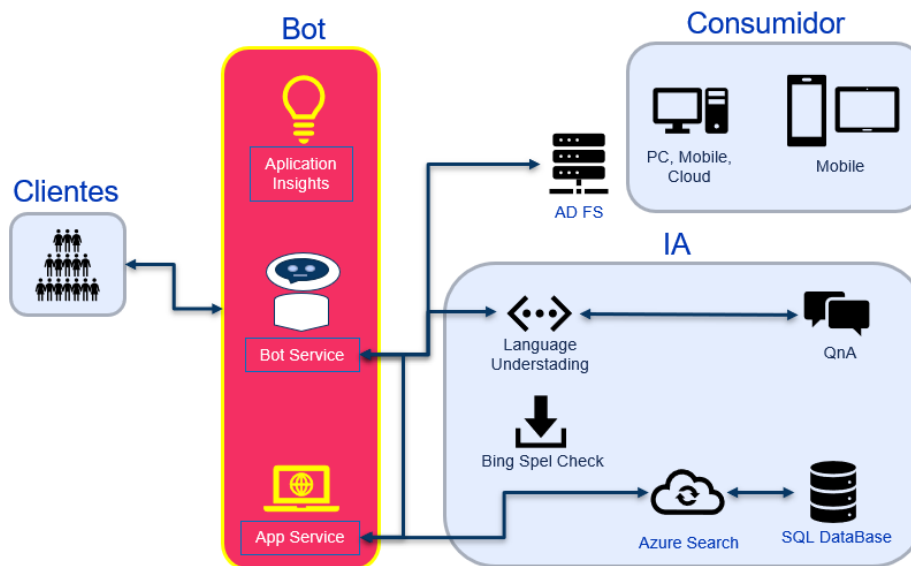 Bot
Consumidor
Aplication
Insights
PC, Mobile,
Cloud
Mobile
AD FS
Clientes
IA
Bot Service
Language
Understading
QnA
Bing Spel Check
App Service
Azure Search
SQL DataBase